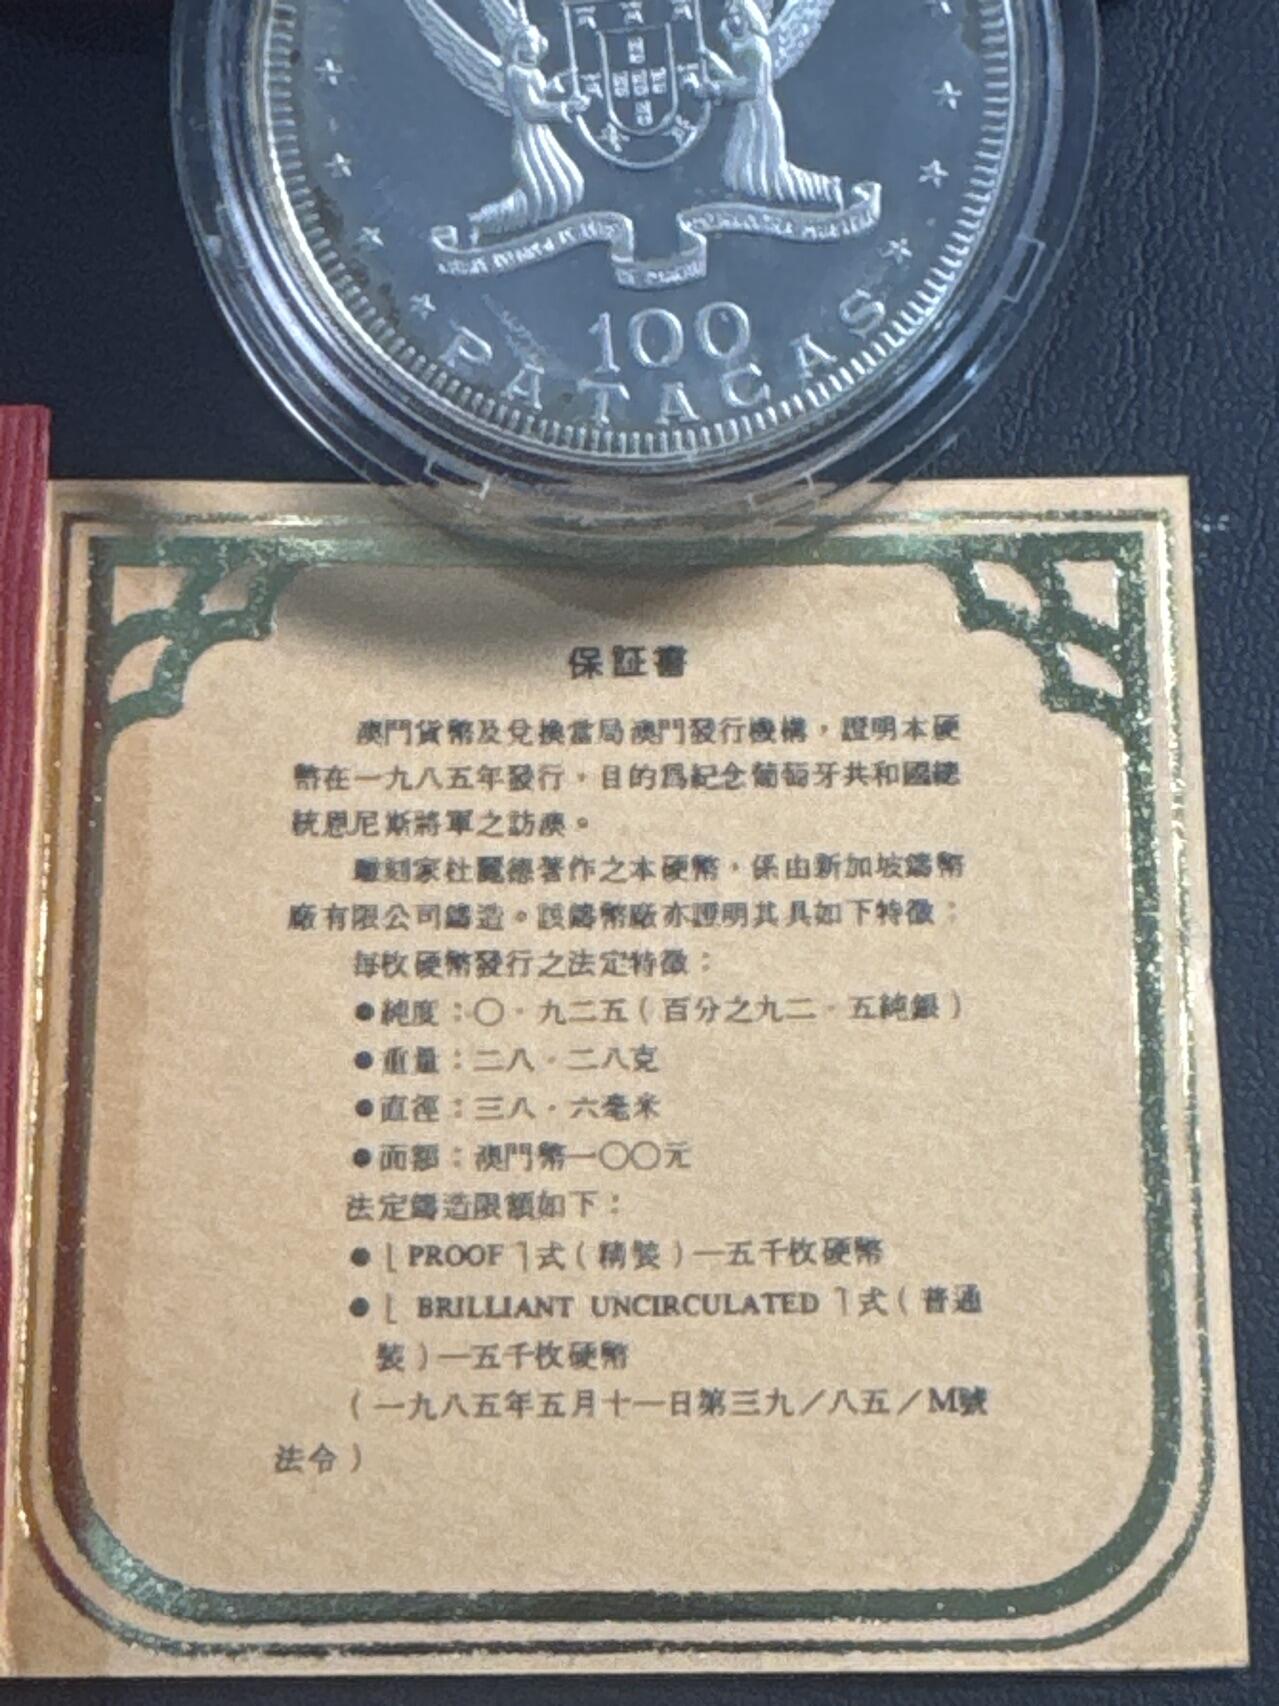 100
PATACAS
保証書
澳門貨幣及兌換當局澳門發行機構，證明本硬
幣在一九八五年發行，目的爲紀念葡萄牙共和國總
統恩尼斯將軍之訪澳。
雕刻家杜麗德著作之本硬幣，係由新加坡鑄幣
廠有限公司鑄造。該鑄幣廠亦證明其具如下特徵：
每枚硬幣發行之法定特徵：
●純度：〇·九二五（百分之九二·五純銀）
●重量：二八·二八克
●直徑：三八·六毫米
●面額：澳門幣一〇〇元
法定鑄造限額如下：
●「PROOF」式（精裝）—五千枚硬幣
●「BRILLIANT UNCIRCULATED」式（普通
裝）—五千枚硬幣
（一九八五年五月十一日第三九／八五／M號
法令）